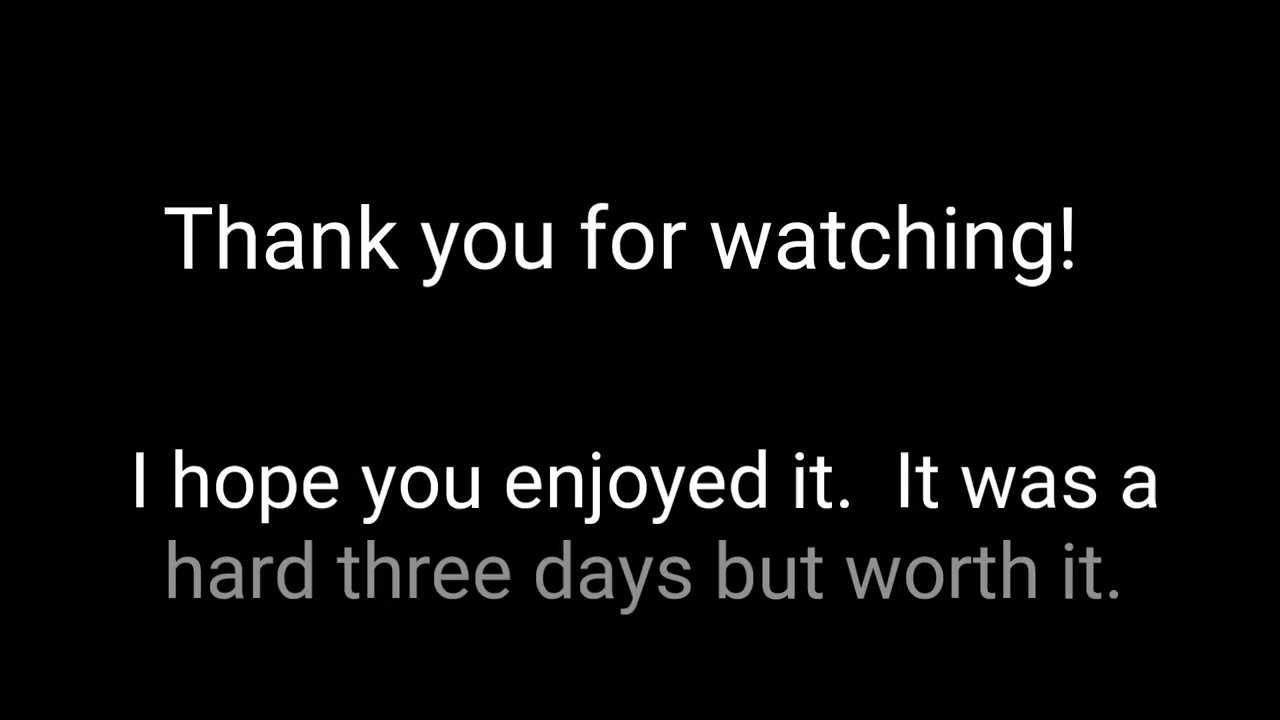 Thank you for watching!
I hope you enjoyed it.  It was a
hard three days but worth it.